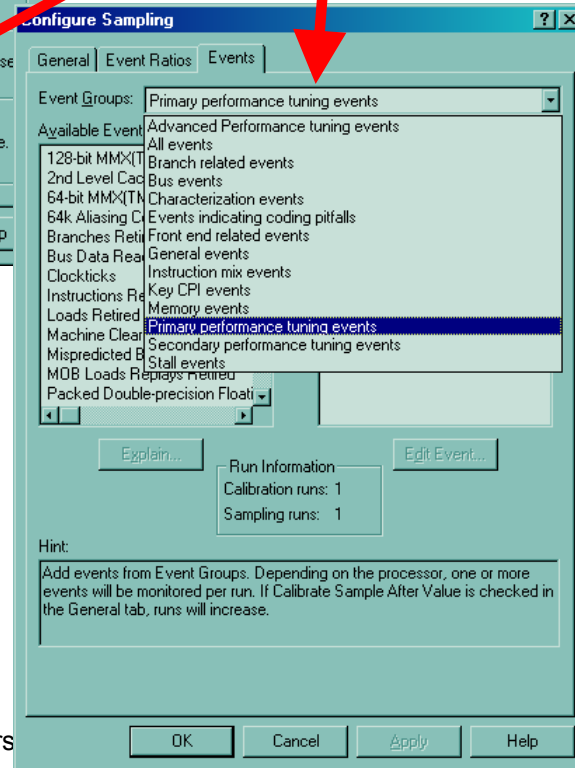 Configure Sampling
General Event Ratios Events
Event Groups: Primary performance tuning events
Available Event
Advanced Performance tuning events
All events
Branch related events
Bus events
Characterization events
Events indicating coding pitfalls
Front end related events
General events
Instruction mix events
Key CPI events
Memory events
Primary performance tuning events
Secondary performance tuning events
Stall events
128-bit MMX(T
2nd Level Cac
64-bit MMX(TM
64k Aliasing C
Branches Reti
Bus Data Rea
Clockticks
Instructions Re
Loads Retired
Machine Clear
Mispredicted B
MOB Loads Replays Retired
Packed Double-precision Floati
Explain...
Edit Event...
Run Information
Calibration runs: 1
Sampling runs: 1
Hint:
Add events from Event Groups. Depending on the processor, one or more
events will be monitored per run. If Calibrate Sample After Value is checked in
the General tab, runs will increase.
OK Cancel Apply Help
se
e.
p
rs